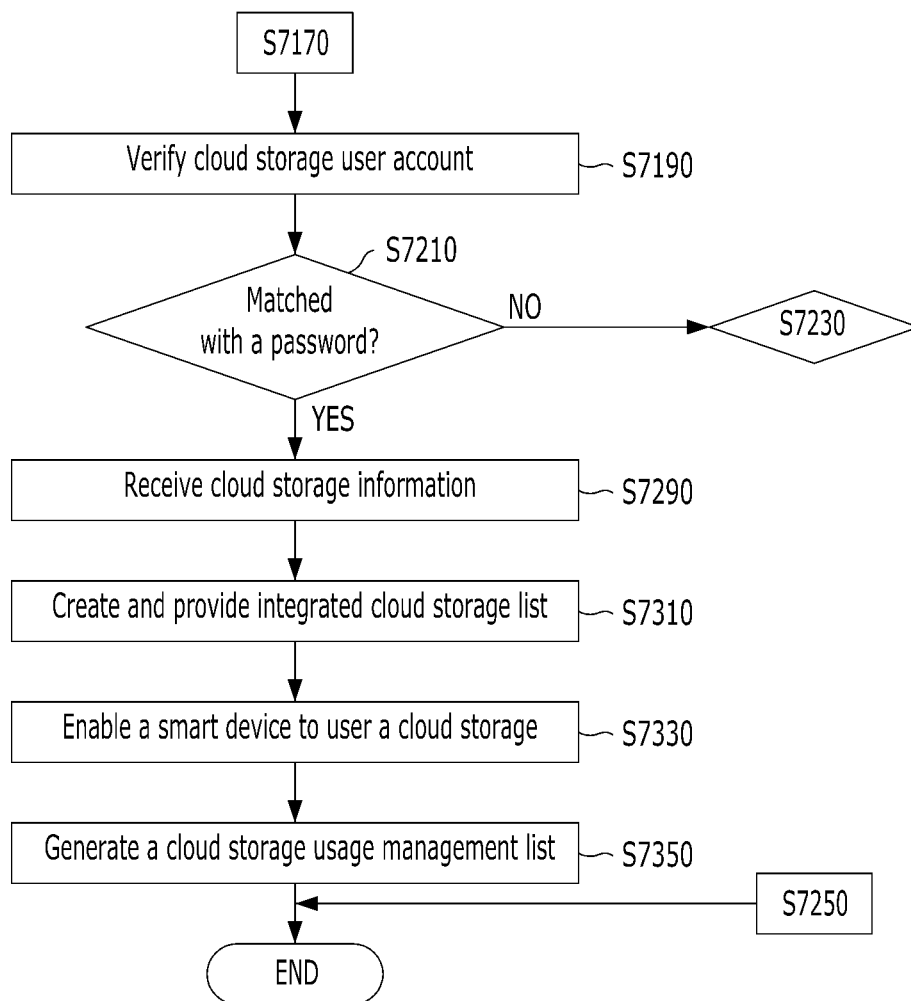 S7170
Verify cloud storage user account
S7190
S7210
Matched
with a password?
NO
S7230
YES
Receive cloud storage information
S7290
Create and provide integrated cloud storage list
S7310
Enable a smart device to user a cloud storage
S7330
Generate a cloud storage usage management list
S7350
S7250
END